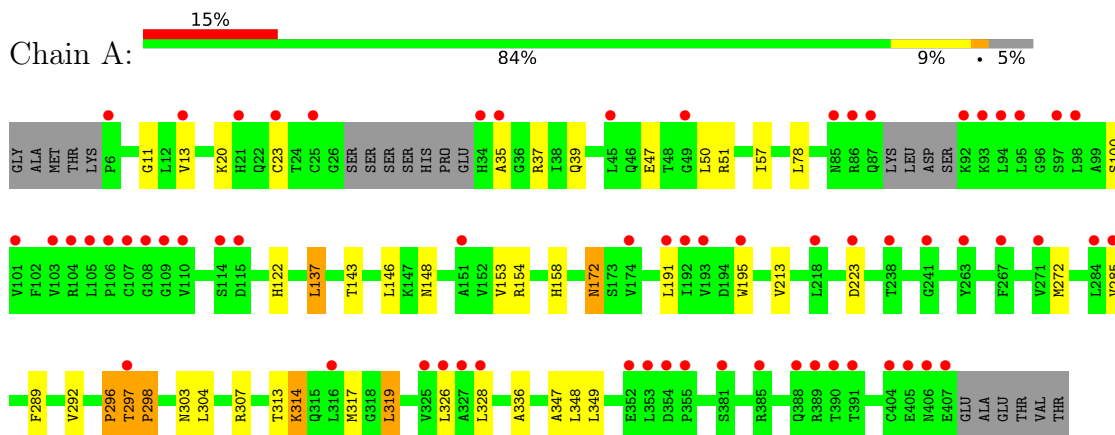 15%
Chain A:
84% 9% • 5%
GLY ALA MET THR LYS P6 G11 L12 V13 K20 H21 Q22 C23 T24 C25 G26 SER SER SER SER HIS PRO GLU H34 A35 G36 R37 I38 Q39 L45 Q46 E47 T48 G49 L50 R51 I57 L78 N85 R86 Q87 LYS LEU ASP SER K92 K93 L94 L95 G96 S97 L98 A99 S100
V101 F102 V103 R104 L105 P106 C107 G108 G109 V110 S114 D115 H122 L137 T143 L146 K147 N148 A151 V152 V153 R154 H158 N172 S173 V174 L191 I192 V193 D194 W195 V213 L218 D223 T238 G241 Y263 F267 V271 M272 L284 V285
F289 V292 P296 T297 P298 N303 L304 R307 T313 K314 Q315 L316 M317 G318 L319 V325 L326 A327 L328 A336 A347 L348 L349 E352 L353 D354 P355 S381 R385 Q388 R389 T390 T391 C404 E405 N406 E407 GLU ALA GLU THR VAL THR